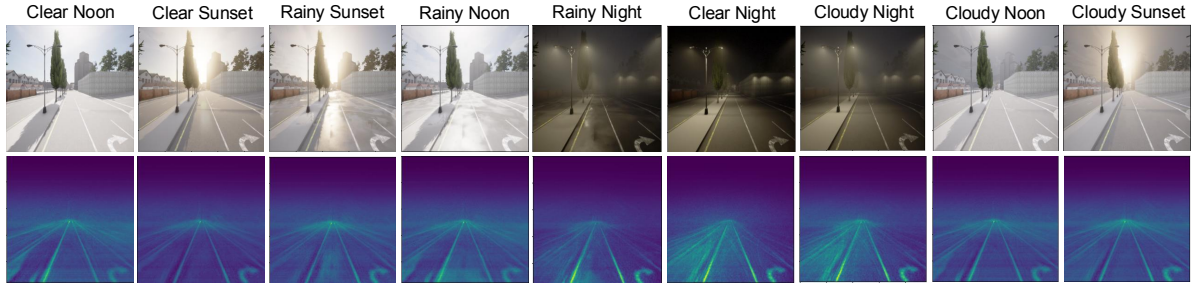 Clear Noon
Clear Sunset
Rainy Sunset
Rainy Noon
Rainy Night
Clear Night
Cloudy Night
Cloudy Noon
Cloudy Sunset